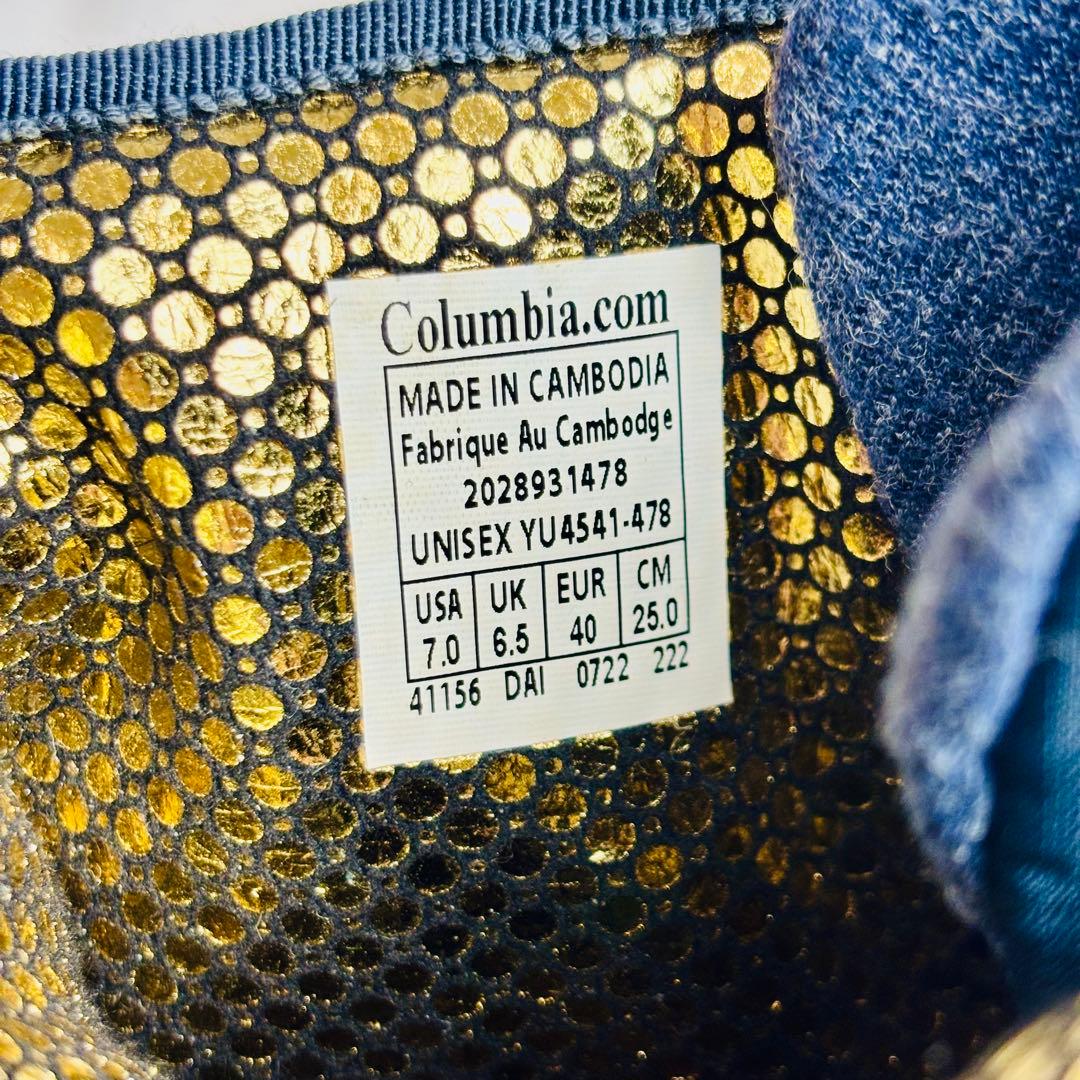 Columbia.com
MADE IN CAMBODIA
Fabrique Au Cambodge
2028931478
UNISEX YU4541-478
USA UK EUR CM
7.0 6.5 40 25.0
41156 DAI 0722 222